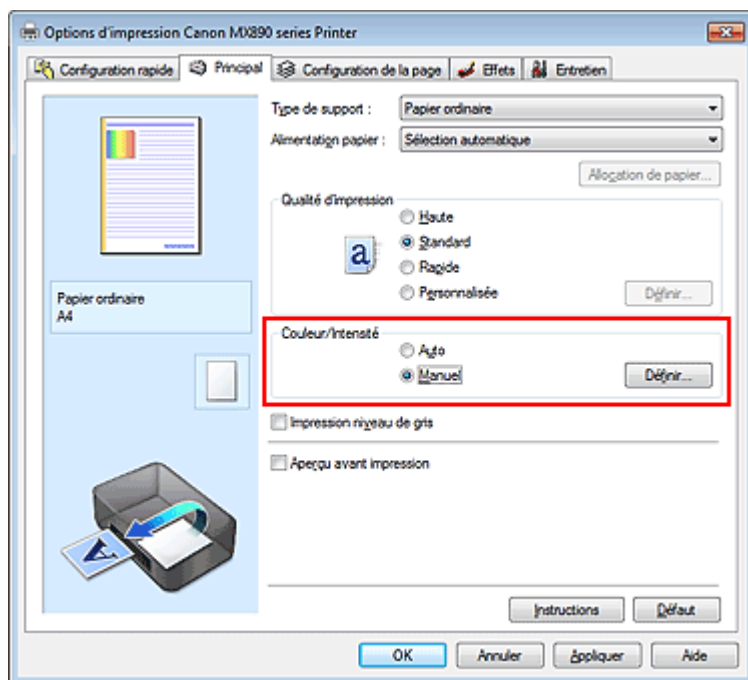 Options d'impression Canon MX890 series Printer
Configuration rapide Principal Configuration de la page Effets Entretien
Type de support : Papier ordinaire
Alimentation papier : Sélection automatique
Allocation de papier...
Qualité d'impression
Haute
Standard
Rapide
Personnalisée Définir...
Papier ordinaire
A4
Couleur/Intensité
Auto
Manuel Définir...
Impression niveau de gris
Aperçu avant impression
Instructions Défaut
OK Annuler Appliquer Aide